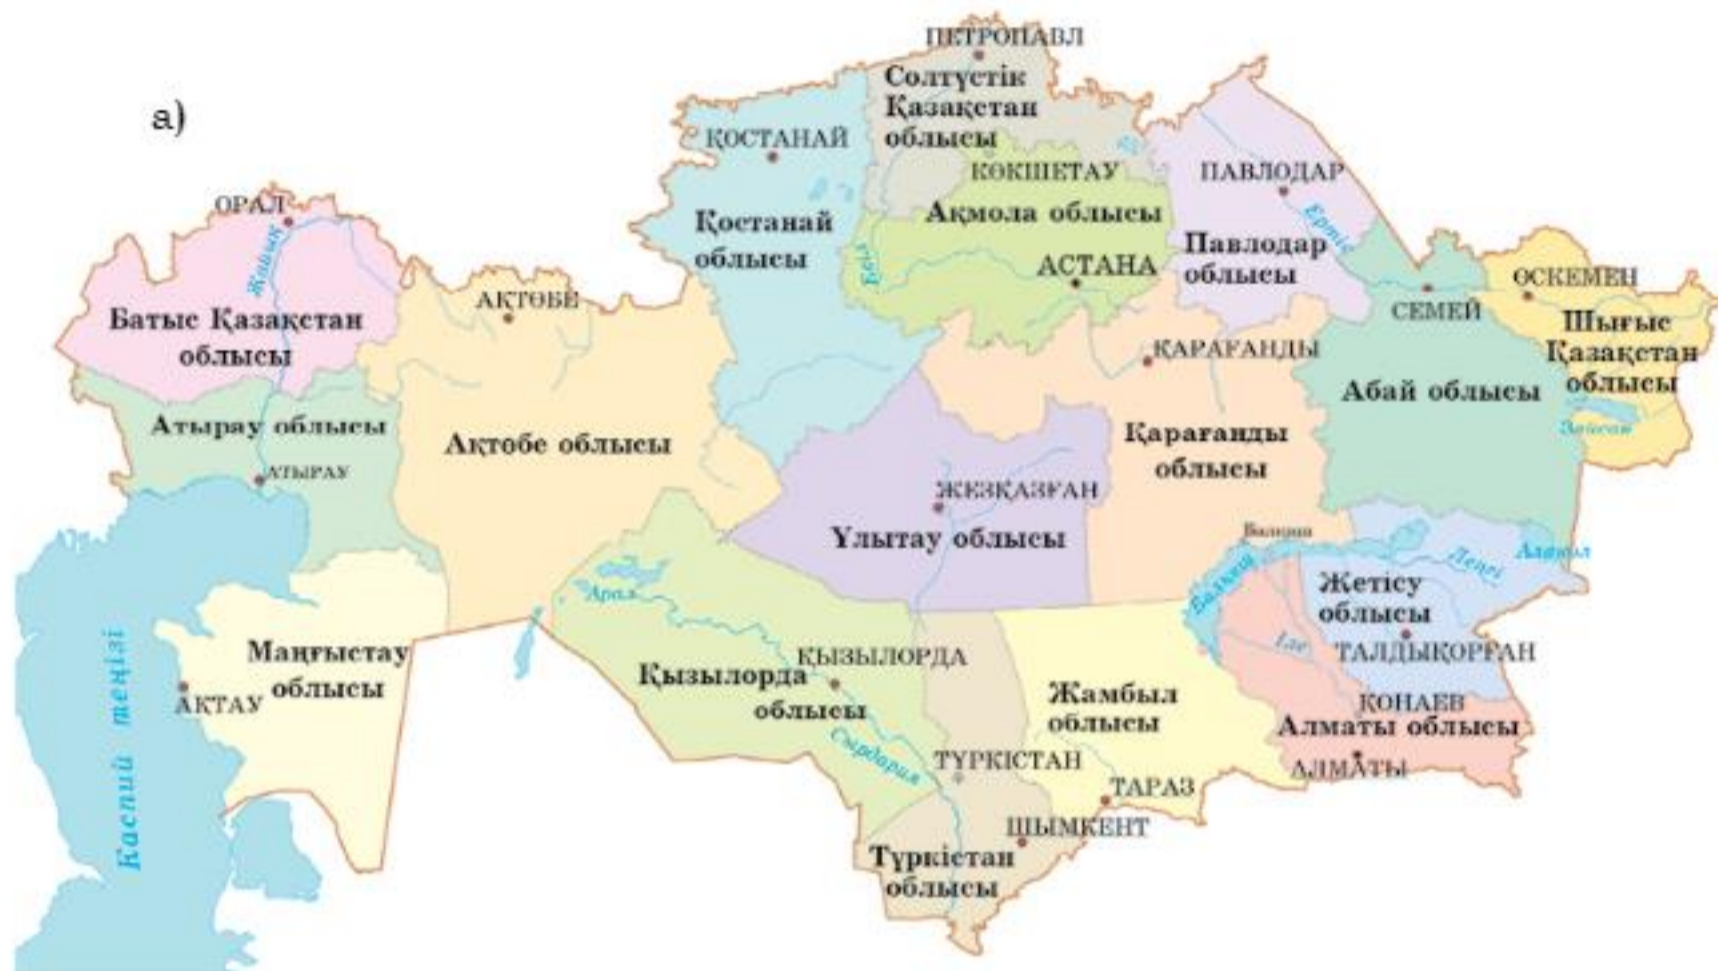 а)
ПЕТРОПАВЛ
Солтүстік
Қазақстан
облысы
ҚОСТАНАЙ
КӨКШЕТАУ
ПАВЛОДАР
ОРАЛ
Қостанай
облысы
Ақмола облысы
Ертіс
Павлодар
облысы
Жайық
Есіл
АСТАНА
ӨСКЕМЕН
АҚТӨБЕ
СЕМЕЙ
Батыс Қазақстан
облысы
Шығыс
Қазақстан
облысы
ҚАРАҒАНДЫ
Абай облысы
Атырау облысы
Ақтөбе облысы
Қарағанды
облысы
Зайсан
АТЫРАУ
ЖЕЗҚАЗҒАН
Ұлытау облысы
Балқаш
Балқаш
Лепсі
Алакөл
Жетісу
облысы
Арал
Іле
Каспий теңізі
Маңғыстау
облысы
АҚТАУ
ҚЫЗЫЛОРДА
Қызылорда
облысы
ТАЛДЫҚОРҒАН
Жамбыл
облысы
ҚОНАЕВ
Алматы облысы
Сырдария
ТҮРКІСТАН
АЛМАТЫ
ТАРАЗ
ШЫМКЕНТ
Түркістан
облысы